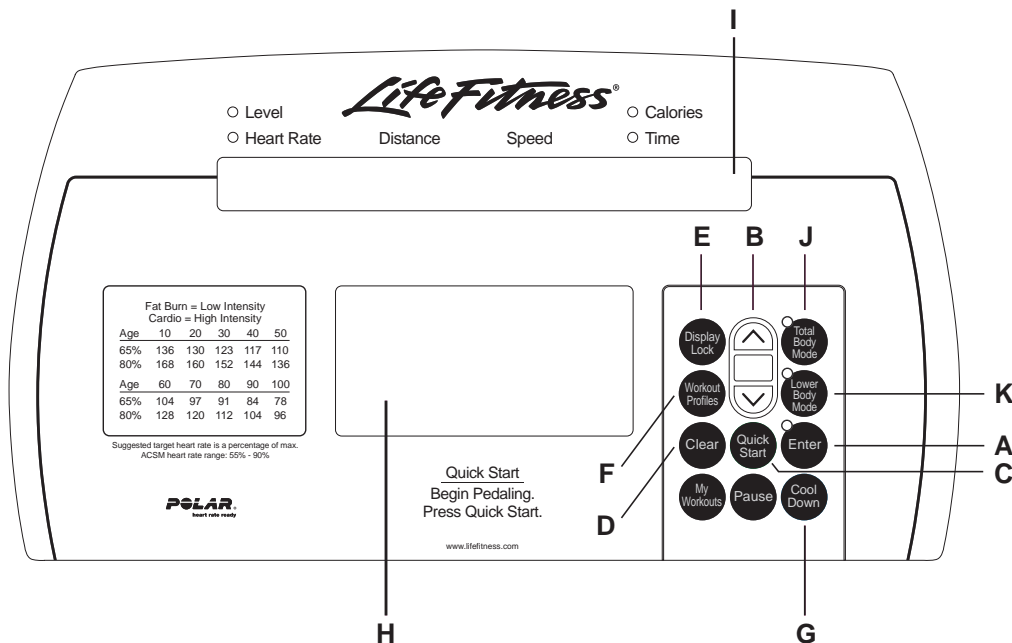 I
Life Fitness®
Level
Calories
Heart Rate Distance Speed Time
E B J
Fat Burn = Low Intensity
Cardio = High Intensity
Age 10 20 30 40 50
65% 136 130 123 117 110
80% 168 160 152 144 136
Age 60 70 80 90 100
65% 104 97 91 84 78
80% 128 120 112 104 96
Suggested target heart rate is a percentage of max.
ACSM heart rate range: 55% - 90%
POLAR®
heart rate ready
Quick Start
Begin Pedaling.
Press Quick Start.
www.lifefitness.com
Display
Lock
Total
Body
Mode
Workout
Profiles
Lower
Body
Mode
K
Clear
Quick
Start
Enter
A
C
F
D
My
Workouts
Pause
Cool
Down
H
G